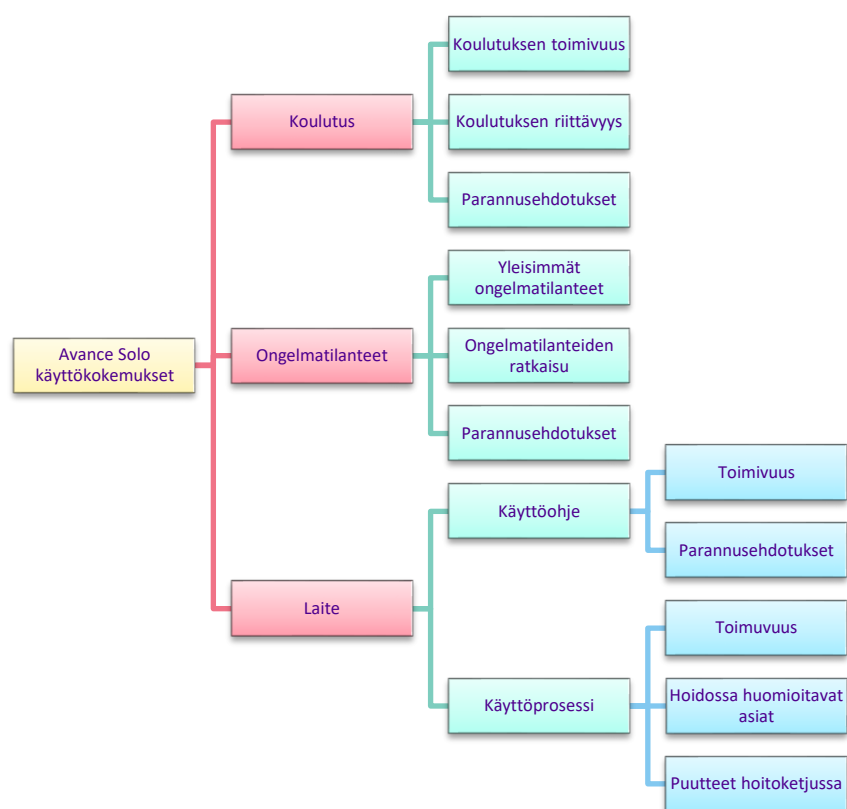 Koulutuksen toimivuus
Koulutus
Koulutuksen riittävyys
Parannusehdotukset
Yleisimmät
ongelmatilanteet
Avance Solo
käyttökokemukset
Ongelmatilanteet
Ongelmatilanteiden
ratkaisu
Parannusehdotukset
Toimivuus
Käyttöohje
Parannusehdotukset
Laite
Toimuvuus
Käyttöprosessi
Hoidossa huomioitavat
asiat
Puutteet hoitoketjussa